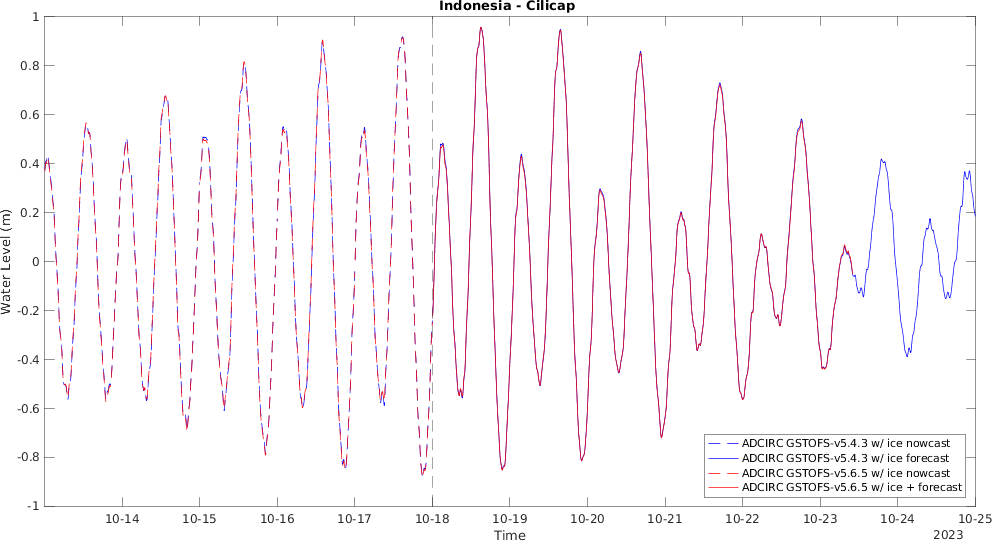 Indonesia - Cilicap
Water Level (m)
1
0.8
0.6
0.4
0.2
0
-0.2
-0.4
-0.6
-0.8
-1
ADCIRC GSTOFS-v5.4.3 w/ ice nowcast
ADCIRC GSTOFS-v5.4.3 w/ ice forecast
ADCIRC GSTOFS-v5.6.5 w/ ice nowcast
ADCIRC GSTOFS-v5.6.5 w/ ice + forecast
10-14 10-15 10-16 10-17 10-18 10-19 10-20 10-21 10-22 10-23 10-24 10-25
Time
2023